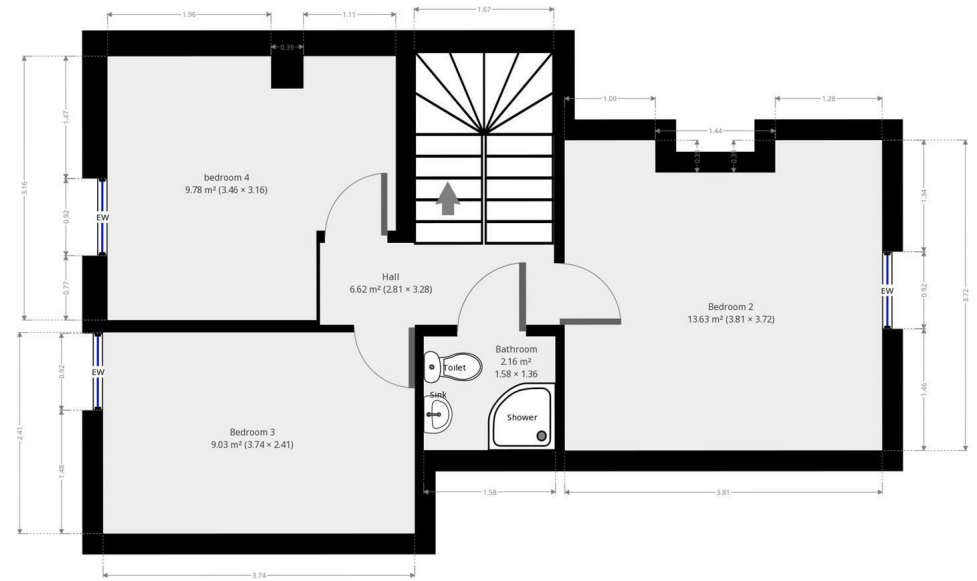 1.96
1.11
1.67
0.39
1.09
1.28
1.44
0.39
0.39
1.47
3.16
bedroom 4
9.78 m² (3.46 × 3.16)
0.92
EW
0.77
1.34
Hall
6.62 m² (2.81 × 3.28)
EW
0.92
3.72
Bedroom 2
13.63 m² (3.81 × 3.72)
Bathroom
2.16 m²
1.58 × 1.36
Toilet
EW
0.92
Sink
Shower
1.46
2.41
Bedroom 3
9.03 m² (3.74 × 2.41)
1.48
1.58
3.81
3.74